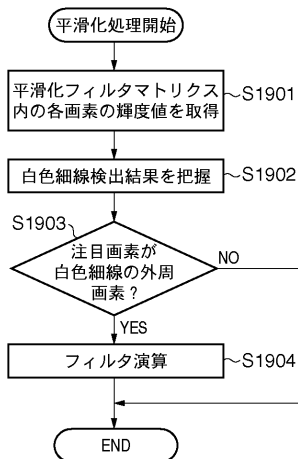 平滑化処理開始
平滑化フィルタマトリクス
内の各画素の輝度値を取得
S1901
白色細線検出結果を把握
S1902
S1903
注目画素が
白色細線の外周
画素？
NO
YES
フィルタ演算
S1904
END